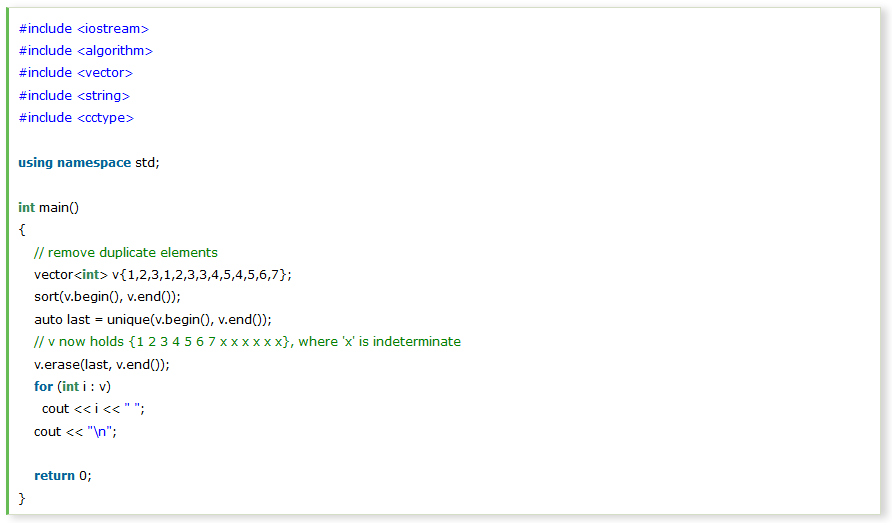 #include <iostream>
#include <algorithm>
#include <vector>
#include <string>
#include <cctype>
using namespace std;
int main()
{
// remove duplicate elements
vector<int> v{1,2,3,1,2,3,3,4,5,4,5,6,7};
sort(v.begin(), v.end());
auto last = unique(v.begin(), v.end());
// v now holds {1 2 3 4 5 6 7 x x x x x x}, where 'x' is indeterminate
v.erase(last, v.end());
for (int i : v)
cout << i << " ";
cout << "\n";
return 0;
}